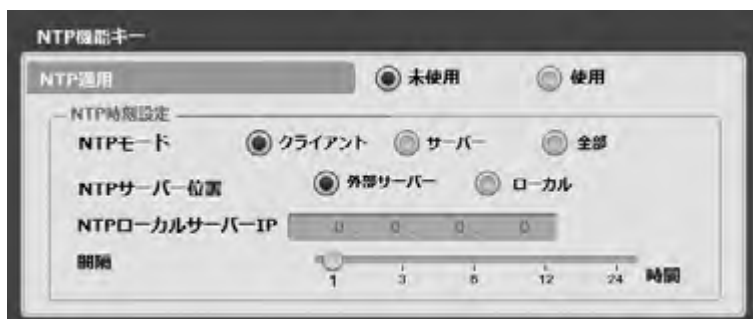 NTP機能キー
NTP適用 未使用 使用
NTP時刻設定
NTPモード クライアント サーバー 全部
NTPサーバー位置 外部サーバー ローカル
NTPローカルサーバーIP 0 0 0 0
間隔 1 3 6 12 24 時間